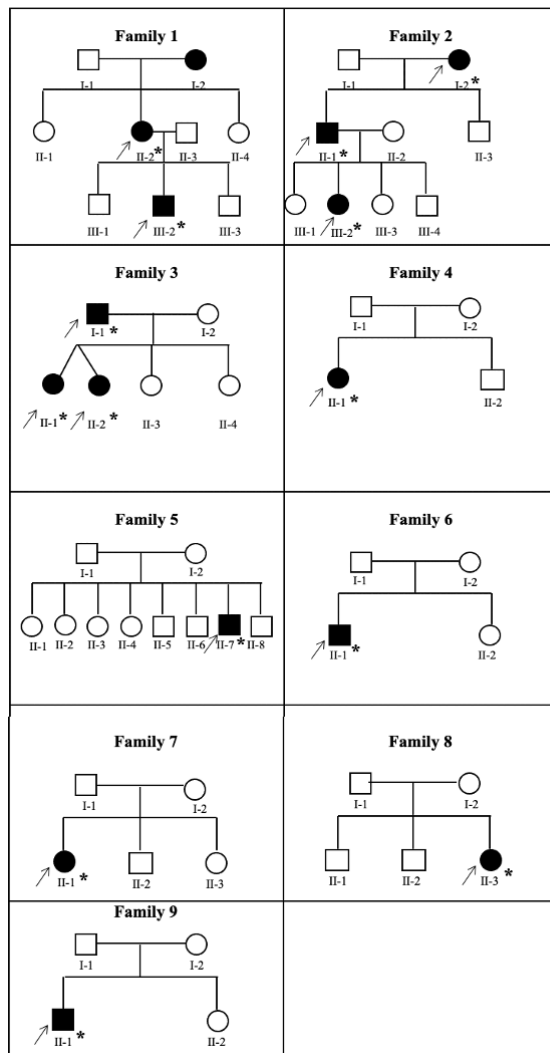 Family 1
I-1 I-2
II-1 II-2* II-3 II-4
III-1 III-2* III-3
Family 2
I-1 I-2*
II-1* II-2 II-3
III-1 III-2* III-3 III-4
Family 3
I-1* I-2
II-1* II-2* II-3 II-4
Family 4
I-1 I-2
II-1* II-2
Family 5
I-1 I-2
II-1 II-2 II-3 II-4 II-5 II-6 II-7* II-8
Family 6
I-1 I-2
II-1* II-2
Family 7
I-1 I-2
II-1* II-2 II-3
Family 8
I-1 I-2
II-1 II-2 II-3*
Family 9
I-1 I-2
II-1* II-2